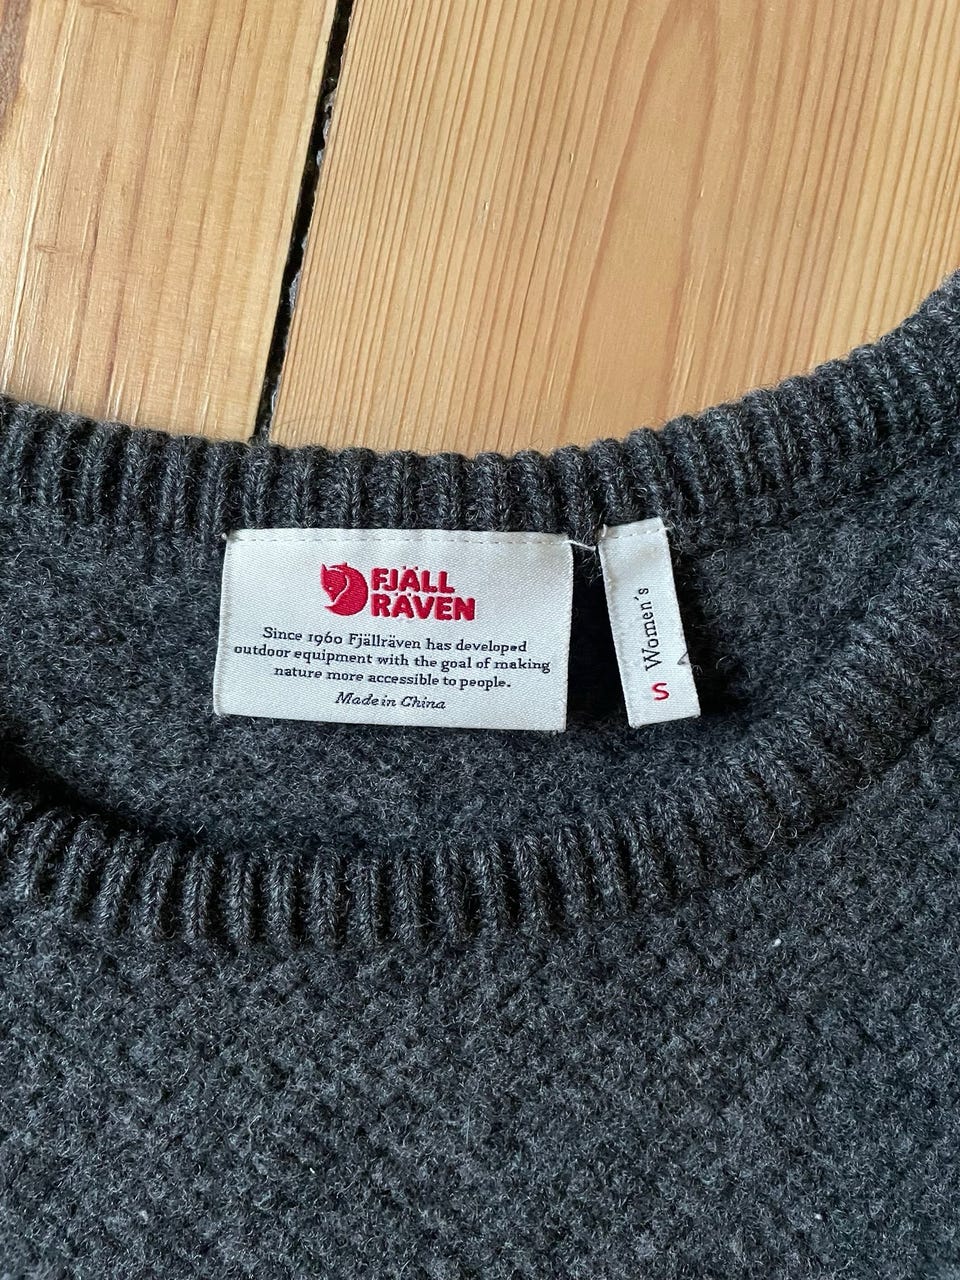 FJÄLL
RÄVEN
Since 1960 Fjällräven has developed
outdoor equipment with the goal of making
nature more accessible to people.
Made in China
Women's
S